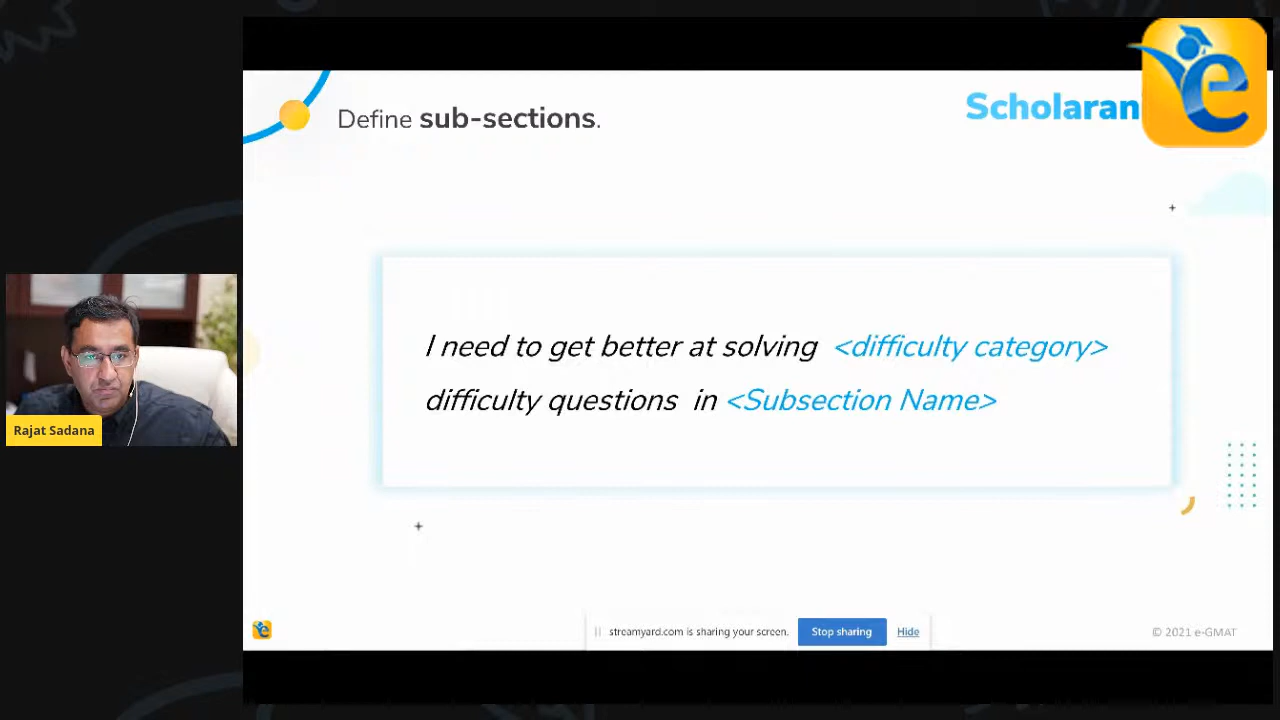 Define sub-sections.
Scholaran
e
I need to get better at solving <difficulty category>
difficulty questions in <Subsection Name>
Rajat Sadana
e
streamyard.com is sharing your screen. Stop sharing Hide
© 2021 e-GMAT